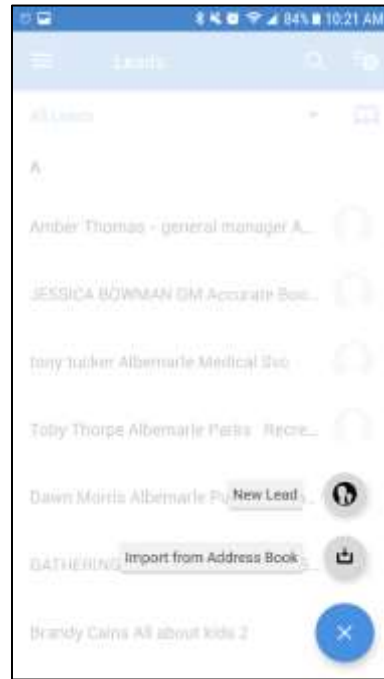 84% 10:21 AM
Leads
All Leads
A
Amber Thomas - general manager A...
JESSICA BOWMAN GM Accurate Boo...
tony tucker Albemarle Medical Svc
Toby Thorpe Albemarle Parks Recre...
Dawn Morris Albemarle Pu
New Lead
GATHERING
Import from Address Book
Brandy Cains All about kids 2